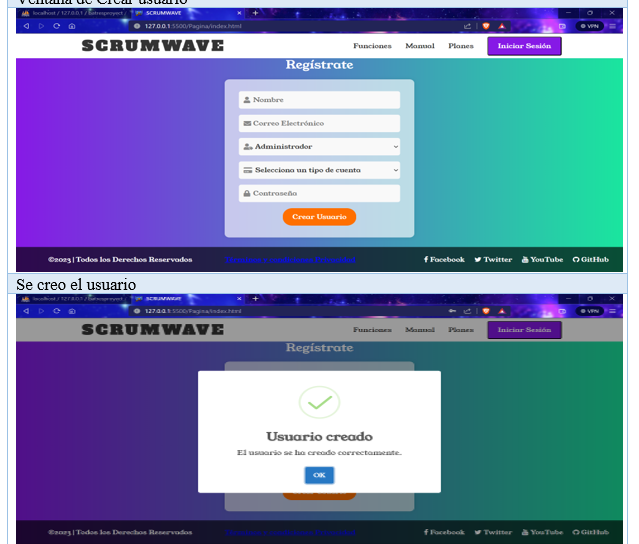 Ventana de Crear usuario
localhost / 127.0.0.1 /
SCRUMWAVE
127.0.0.1:5500/Pagina/index.html
VPN
SCRUMWAVE
Funciones Manual Planes Iniciar Sesión
Regístrate
Nombre
Correo Electrónico
Administrador
Selecciona un tipo de cuenta
Contraseña
Crear Usuario
©2023 | Todos los Derechos Reservados
Facebook Twitter YouTube GitHub
Se creo el usuario
localhost / 127.0.0.1 /
SCRUMWAVE
127.0.0.1:5500/Pagina/index.html
VPN
SCRUMWAVE
Funciones Manual Planes Iniciar Sesión
Regístrate
Usuario creado
El usuario se ha creado correctamente.
OK
©2023 | Todos los Derechos Reservados
Facebook Twitter YouTube GitHub